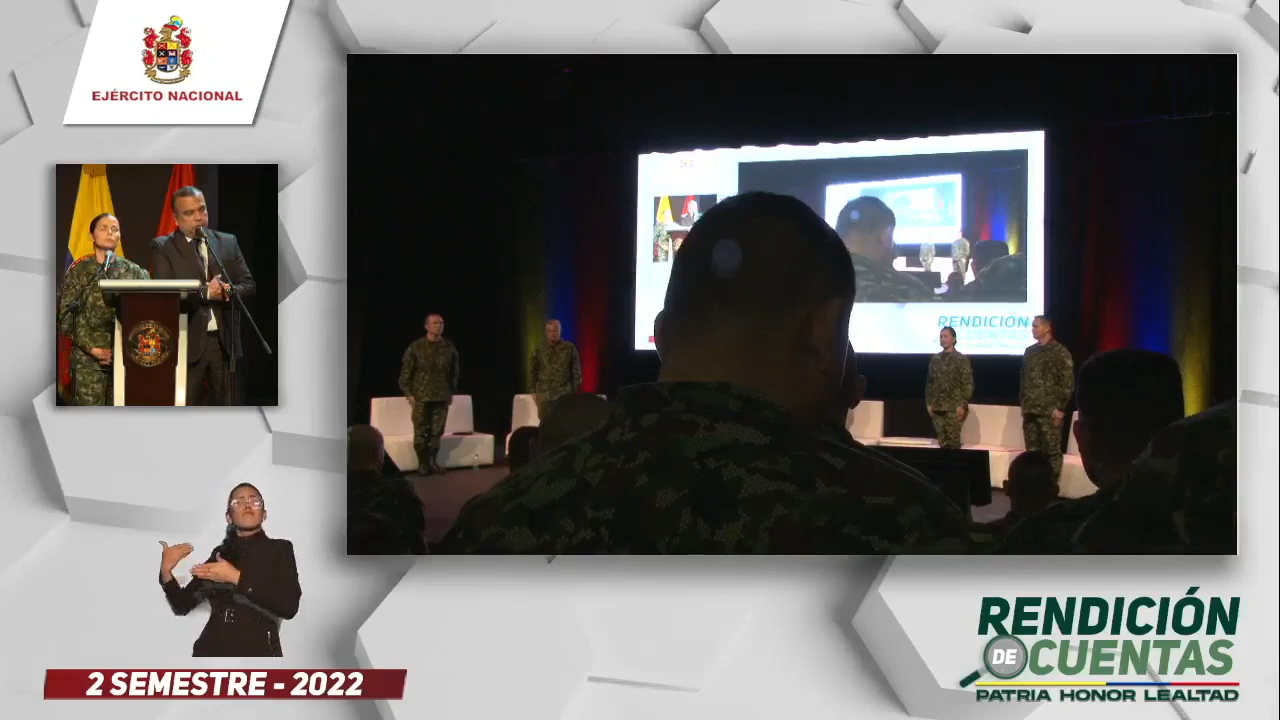 EJÉRCITO NACIONAL
RENDICIÓN
2 SEMESTRE - 2022
RENDICIÓN
DE CUENTAS
PATRIA HONOR LEALTAD